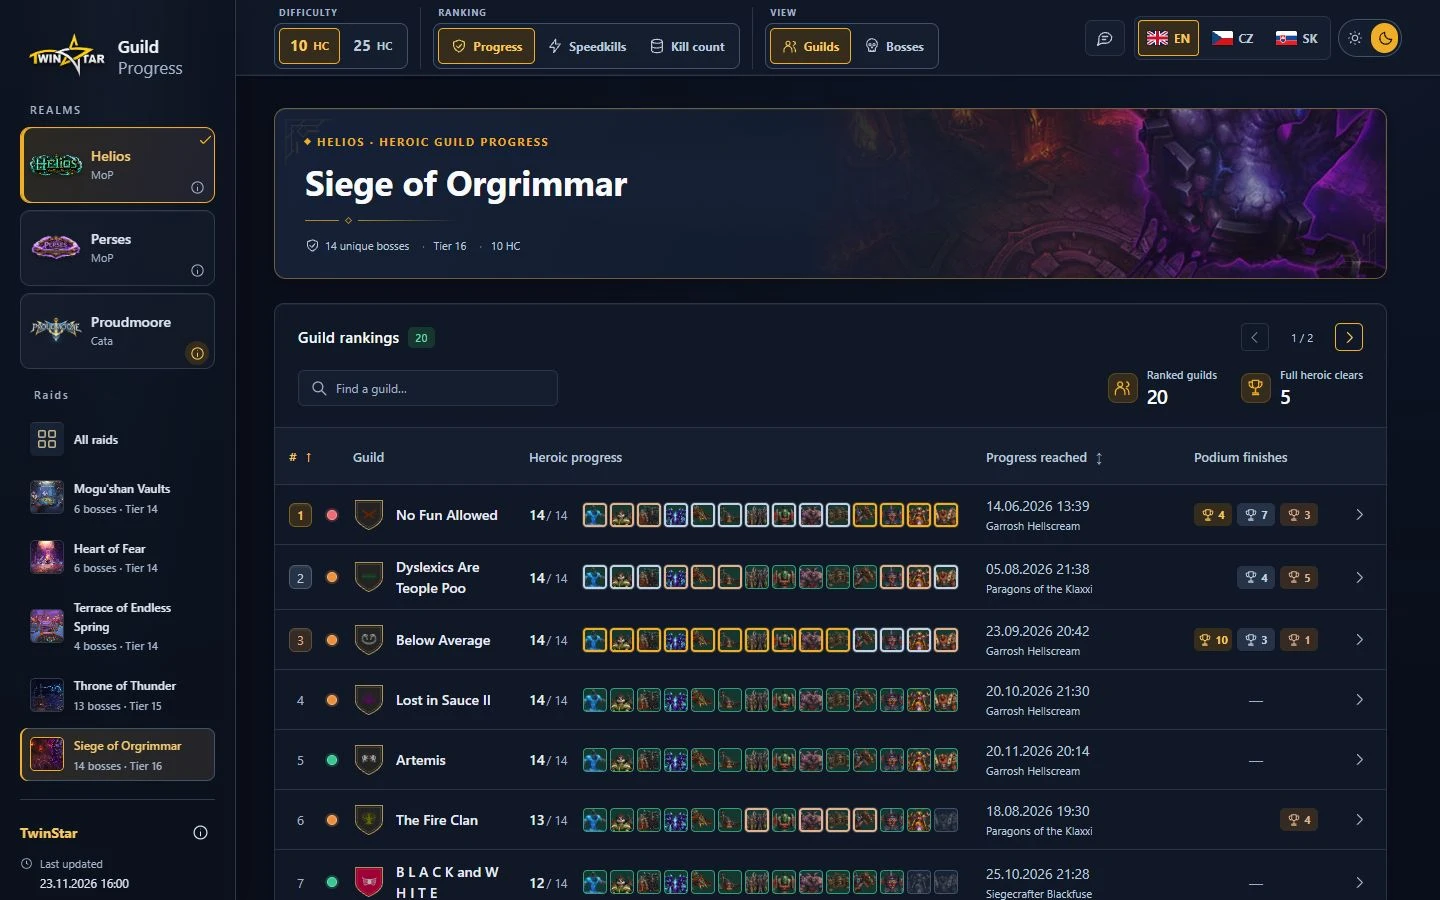 TWINSTAR
Guild
Progress
REALMS
HELIOS
Helios
MoP
PERSES
Perses
MoP
PROUDMOORE
Proudmoore
Cata
Raids
All raids
Mogu'shan Vaults
6 bosses · Tier 14
Heart of Fear
6 bosses · Tier 14
Terrace of Endless
Spring
4 bosses · Tier 14
Throne of Thunder
13 bosses · Tier 15
Siege of Orgrimmar
14 bosses · Tier 16
TwinStar
Last updated
23.11.2026 16:00
DIFFICULTY
10 HC
25 HC
RANKING
Progress
Speedkills
Kill count
VIEW
Guilds
Bosses
EN
CZ
SK
HELIOS · HEROIC GUILD PROGRESS
Siege of Orgrimmar
14 unique bosses · Tier 16 · 10 HC
Guild rankings 20
1 / 2
Find a guild...
Ranked guilds
20
Full heroic clears
5
# ↑ Guild Heroic progress Progress reached ↕ Podium finishes
1 No Fun Allowed 14 / 14 14.06.2026 13:39 4 7 3
Garrosh Hellscream
2 Dyslexics Are 14 / 14 05.08.2026 21:38 4 5
Teople Poo Paragons of the Klaxxi
3 Below Average 14 / 14 23.09.2026 20:42 10 3 1
Garrosh Hellscream
4 Lost in Sauce II 14 / 14 20.10.2026 21:30 —
Garrosh Hellscream
5 Artemis 14 / 14 20.11.2026 20:14 —
Garrosh Hellscream
6 The Fire Clan 13 / 14 18.08.2026 19:30 4
Paragons of the Klaxxi
7 B L A C K and W 12 / 14 25.10.2026 21:28 —
H I T E Siegecrafter Blackfuse